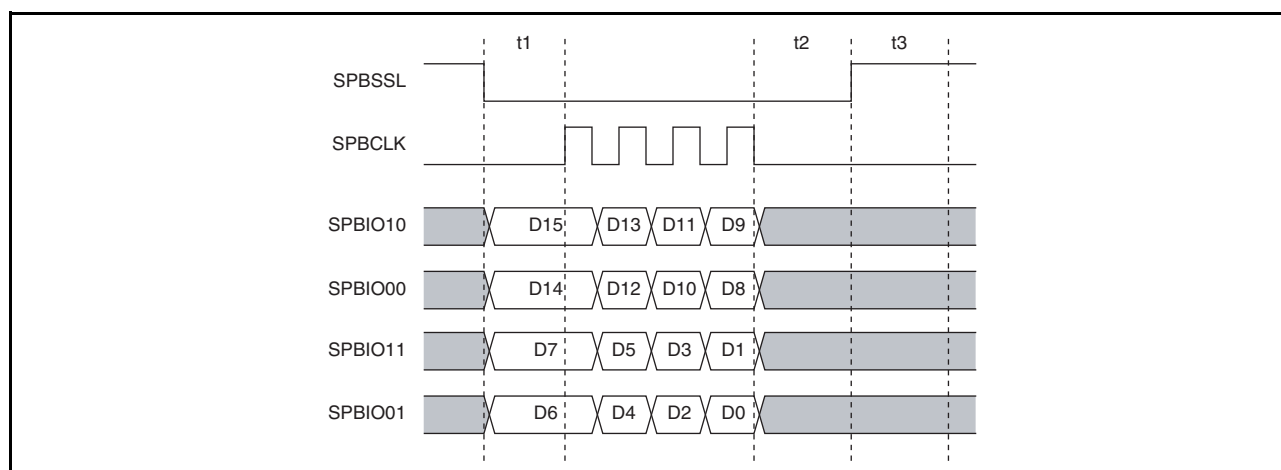 t1 t2 t3
SPBSSL
SPBCLK
SPBIO10 D15 D13 D11 D9
SPBIO00 D14 D12 D10 D8
SPBIO11 D7 D5 D3 D1
SPBIO01 D6 D4 D2 D0